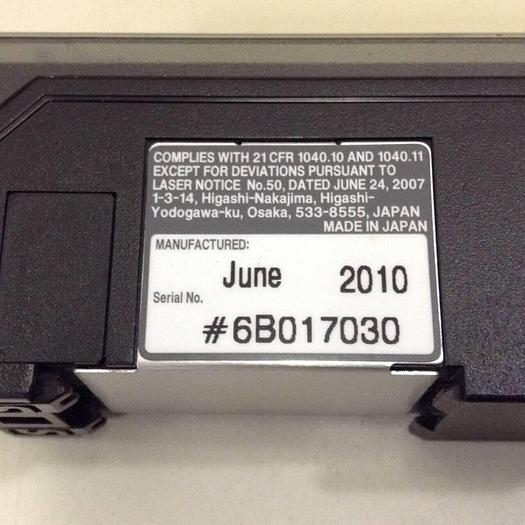 COMPLIES WITH 21 CFR 1040.10 AND 1040.11
EXCEPT FOR DEVIATIONS PURSUANT TO
LASER NOTICE No.50, DATED JUNE 24, 2007
1-3-14, Higashi-Nakajima, Higashi-
Yodogawa-ku, Osaka, 533-8555, JAPAN
MADE IN JAPAN
MANUFACTURED:
June 2010
Serial No.
#6B017030